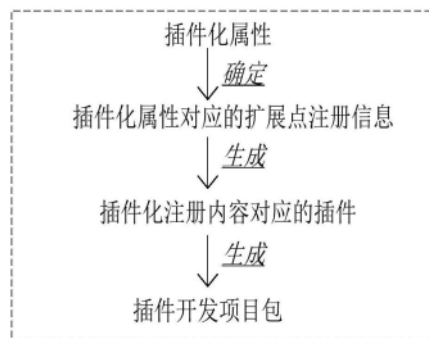 插件化属性
确定
插件化属性对应的扩展点注册信息
生成
插件化注册内容对应的插件
生成
插件开发项目包